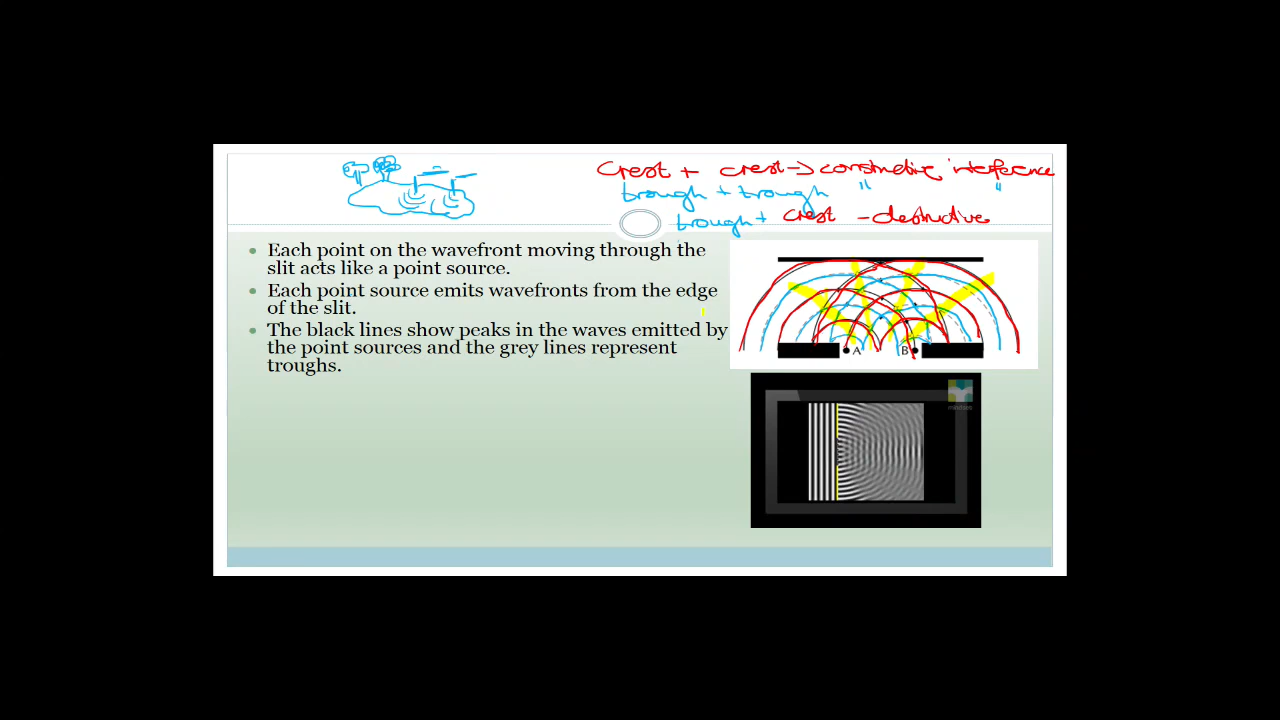 Crest + crest → constructive interference
trough + trough " "
trough + crest - destructive
• Each point on the wavefront moving through the
slit acts like a point source.
• Each point source emits wavefronts from the edge
of the slit.
• The black lines show peaks in the waves emitted by
the point sources and the grey lines represent
troughs.
A B
mindset